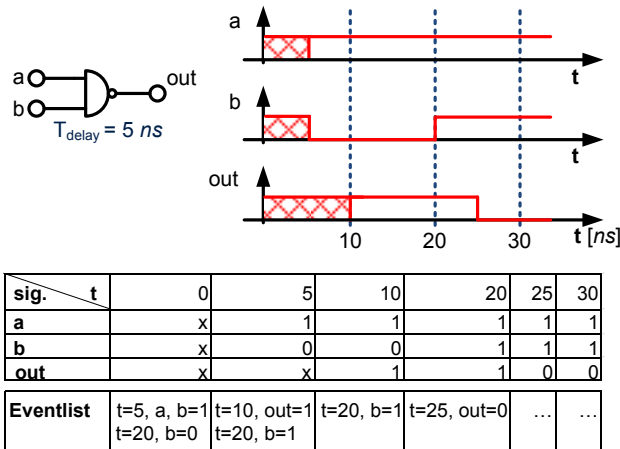 a
b
out
T_delay = 5 ns
a
t
b
t
out
10 20 30 t [ns]
sig. t 0 5 10 20 25 30
a x 1 1 1 1 1
b x 0 0 1 1 1
out x x 1 1 0 0
Eventlist t=5, a, b=1 t=10, out=1 t=20, b=1 t=25, out=0 … …
t=20, b=0 t=20, b=1